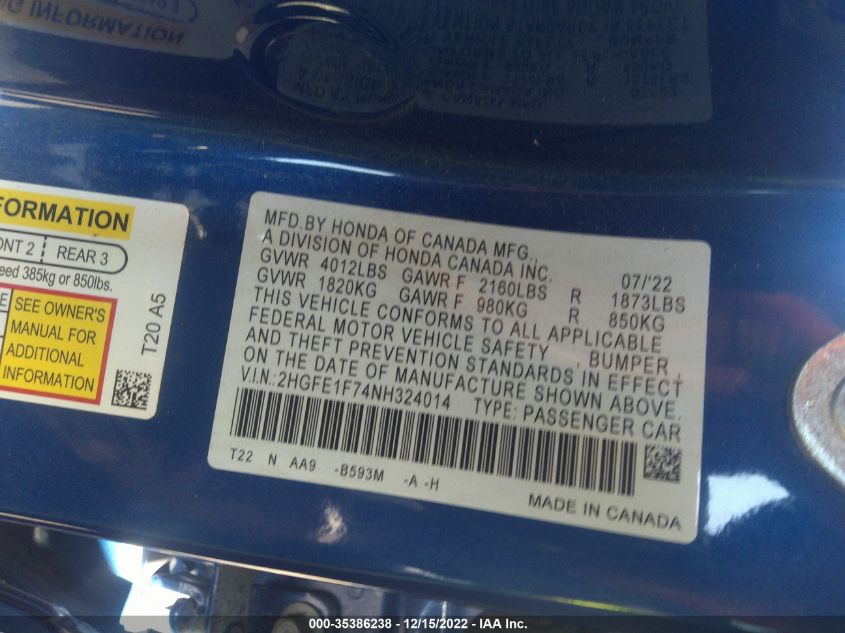 FORMATION
ONT 2 REAR 3
eed 385kg or 850lbs.
SEE OWNER'S
MANUAL FOR
ADDITIONAL
INFORMATION
T20 A5
MFD.BY HONDA OF CANADA MFG.,
A DIVISION OF HONDA CANADA INC. 07/'22
GVWR 4012LBS GAWR F 2160LBS R 1873LBS
GVWR 1820KG GAWR F 980KG R 850KG
THIS VEHICLE CONFORMS TO ALL APPLICABLE
FEDERAL MOTOR VEHICLE SAFETY , BUMPER ,
AND THEFT PREVENTION STANDARDS IN EFFECT
ON THE DATE OF MANUFACTURE SHOWN ABOVE.
V.I.N.:2HGFE1F74NH324014 TYPE: PASSENGER CAR
T22 N AA9 -B593M -A -H
MADE IN CANADA
000-35386238 - 12/15/2022 - IAA Inc.